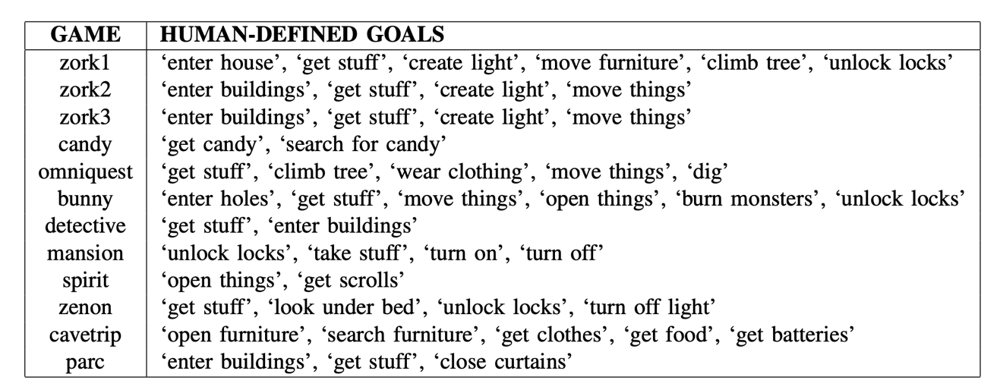 GAME HUMAN-DEFINED GOALS
zork1 ‘enter house’, ‘get stuff’, ‘create light’, ‘move furniture’, ‘climb tree’, ‘unlock locks’
zork2 ‘enter buildings’, ‘get stuff’, ‘create light’, ‘move things’
zork3 ‘enter buildings’, ‘get stuff’, ‘create light’, ‘move things’
candy ‘get candy’, ‘search for candy’
omniquest ‘get stuff’, ‘climb tree’, ‘wear clothing’, ‘move things’, ‘dig’
bunny ‘enter holes’, ‘get stuff’, ‘move things’, ‘open things’, ‘burn monsters’, ‘unlock locks’
detective ‘get stuff’, ‘enter buildings’
mansion ‘unlock locks’, ‘take stuff’, ‘turn on’, ‘turn off’
spirit ‘open things’, ‘get scrolls’
zenon ‘get stuff’, ‘look under bed’, ‘unlock locks’, ‘turn off light’
cavetrip ‘open furniture’, ‘search furniture’, ‘get clothes’, ‘get food’, ‘get batteries’
parc ‘enter buildings’, ‘get stuff’, ‘close curtains’